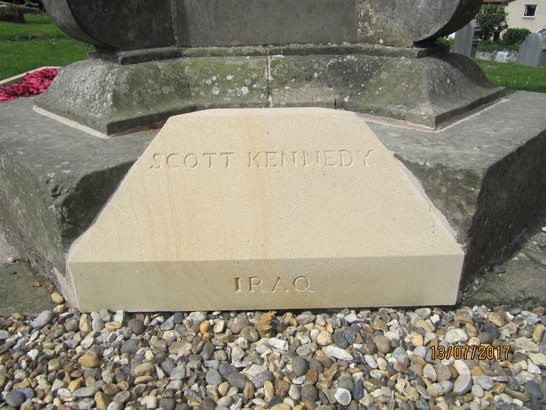 SCOTT KENNEDY
IRAQ
13/07/2017